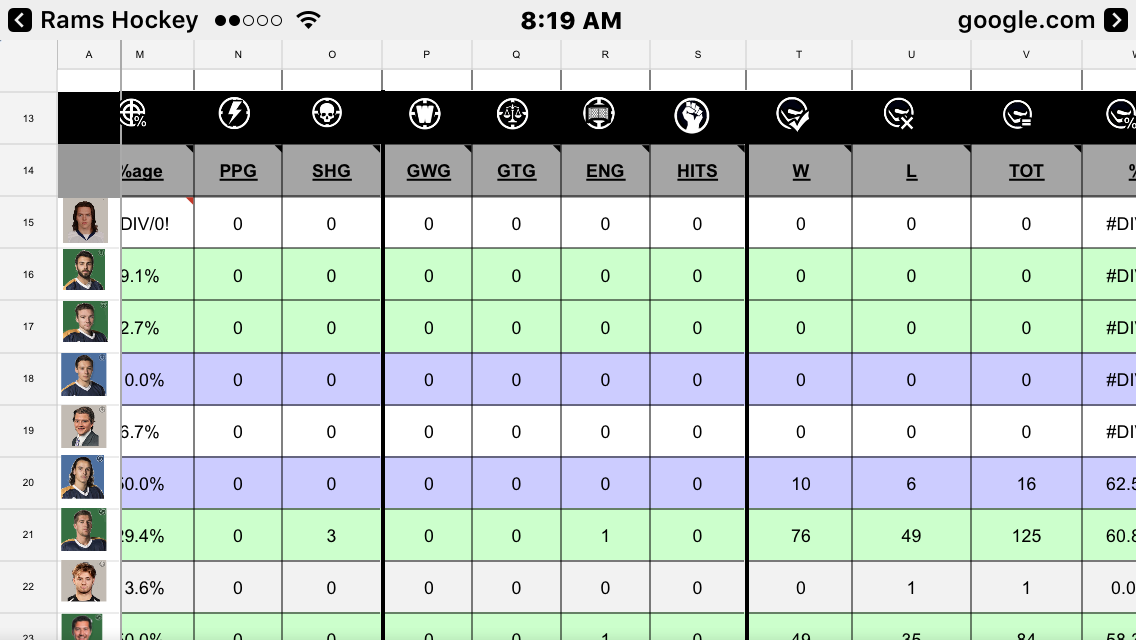 Rams Hockey 8:19 AM google.com
A M N O P Q R S T U V
13 % W %
14 %age PPG SHG GWG GTG ENG HITS W L TOT %
15 DIV/0! 0 0 0 0 0 0 0 0 0 #DI
16 9.1% 0 0 0 0 0 0 0 0 0 #DI
17 2.7% 0 0 0 0 0 0 0 0 0 #DI
18 0.0% 0 0 0 0 0 0 0 0 0 #DI
19 6.7% 0 0 0 0 0 0 0 0 0 #DI
20 50.0% 0 0 0 0 0 0 10 6 16 62.5
21 29.4% 0 3 0 0 1 0 76 49 125 60.8
22 3.6% 0 0 0 0 0 0 0 1 1 0.0
23 0.0% 0 0 0 0 1 0 49 35 84 58.3